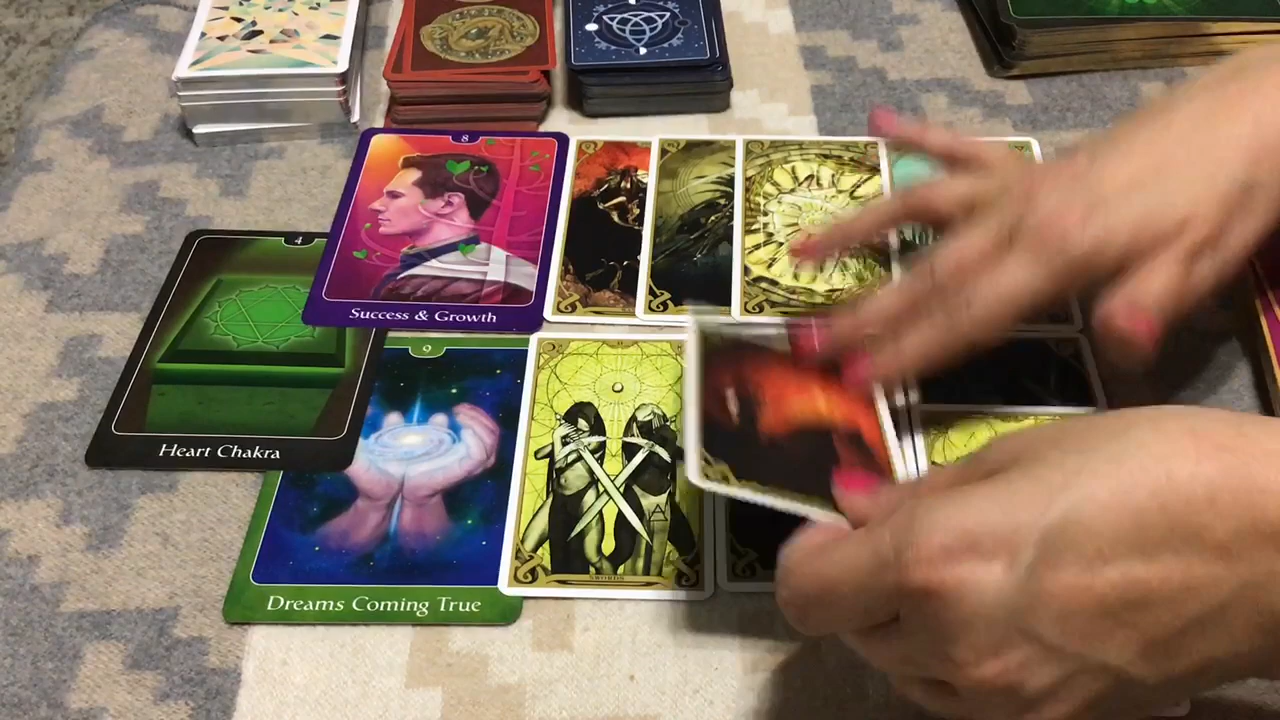 8
Success & Growth
4
Heart Chakra
9
Dreams Coming True
SWORDS